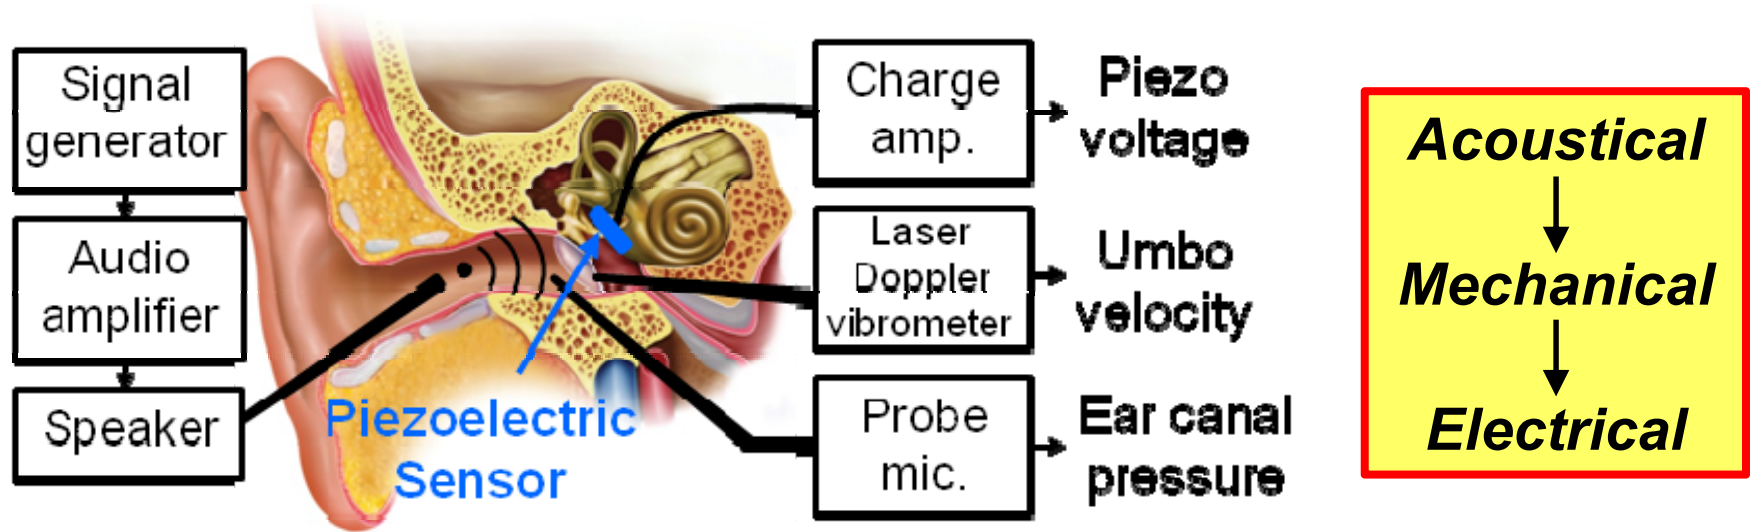 Signal
generator
Audio
amplifier
Speaker
Piezoelectric
Sensor
Charge
amp.
Piezo
voltage
Laser
Doppler
vibrometer
Umbo
velocity
Probe
mic.
Ear canal
pressure
Acoustical
Mechanical
Electrical